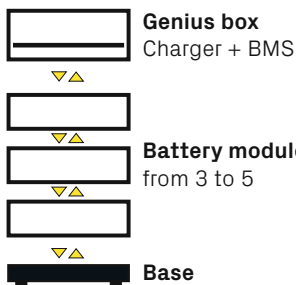 Genius box
Charger + BMS
Battery module
from 3 to 5
Base